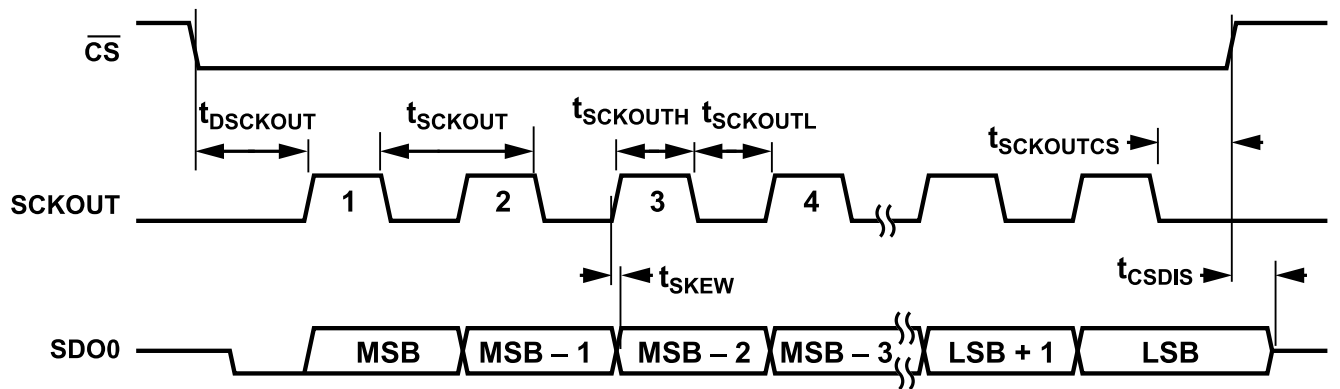 CS
tDSCKOUT
tSCKOUT
tSCKOUTH
tSCKOUTL
tSCKOUTCS
SCKOUT
1
2
3
4
tSKEW
tCSDIS
SDO0
MSB
MSB – 1
MSB – 2
MSB – 3
LSB + 1
LSB